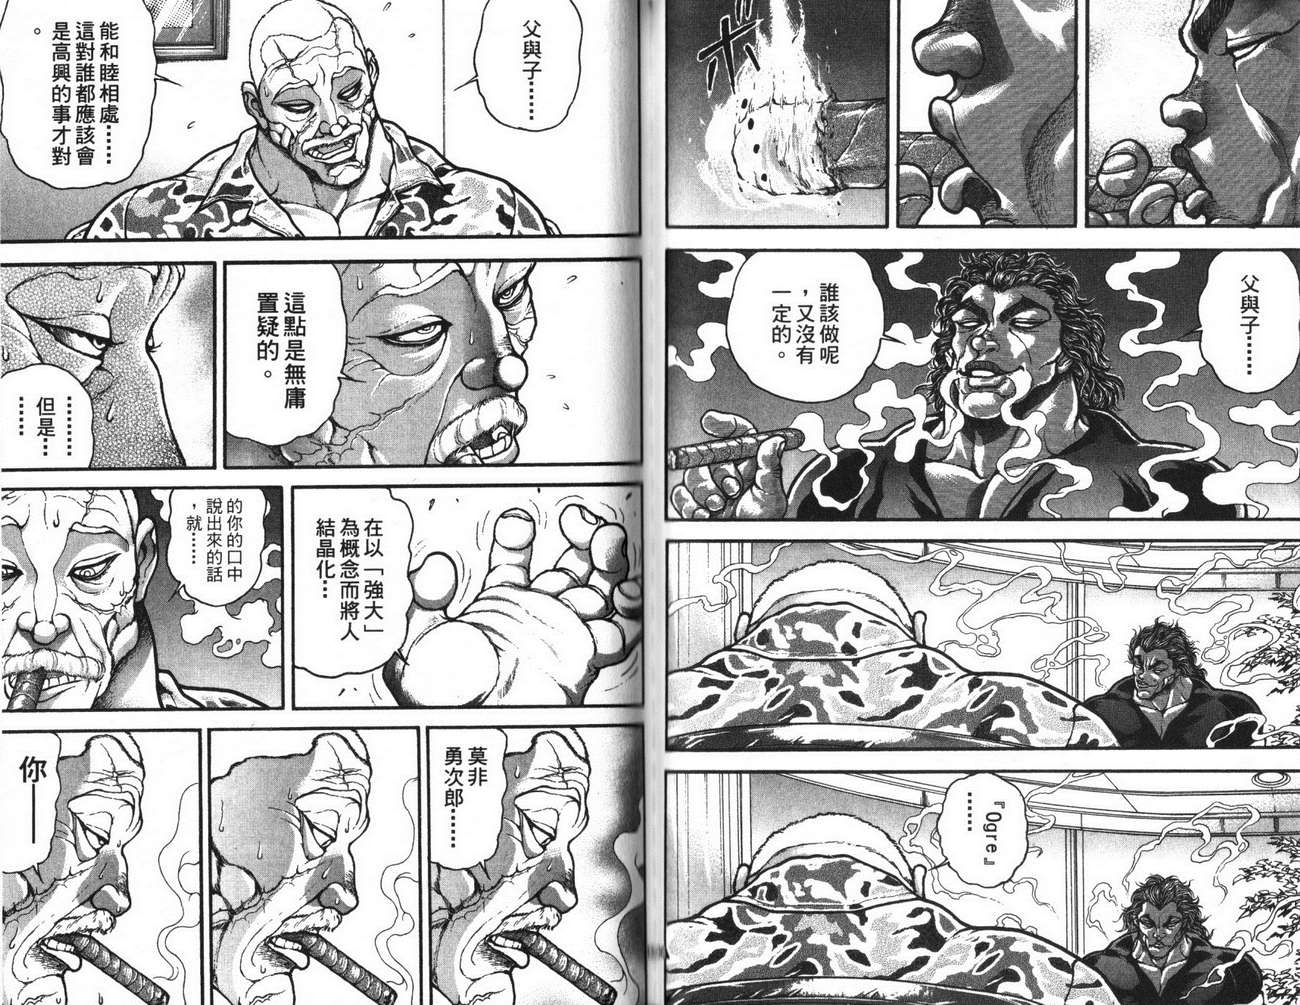 ボッ
父與子………
誰該做呢
，又沒有
一定的。
『Ogre』
……
父與子………
能和睦相處………
這對誰都應該會
是高興的事才對
。
這點是無庸
置疑的。
………
…但是…
在以「強大」
為概念而將人
結晶化…
的你的口中
說出來的話
，就……
莫非
勇次郎……
你——